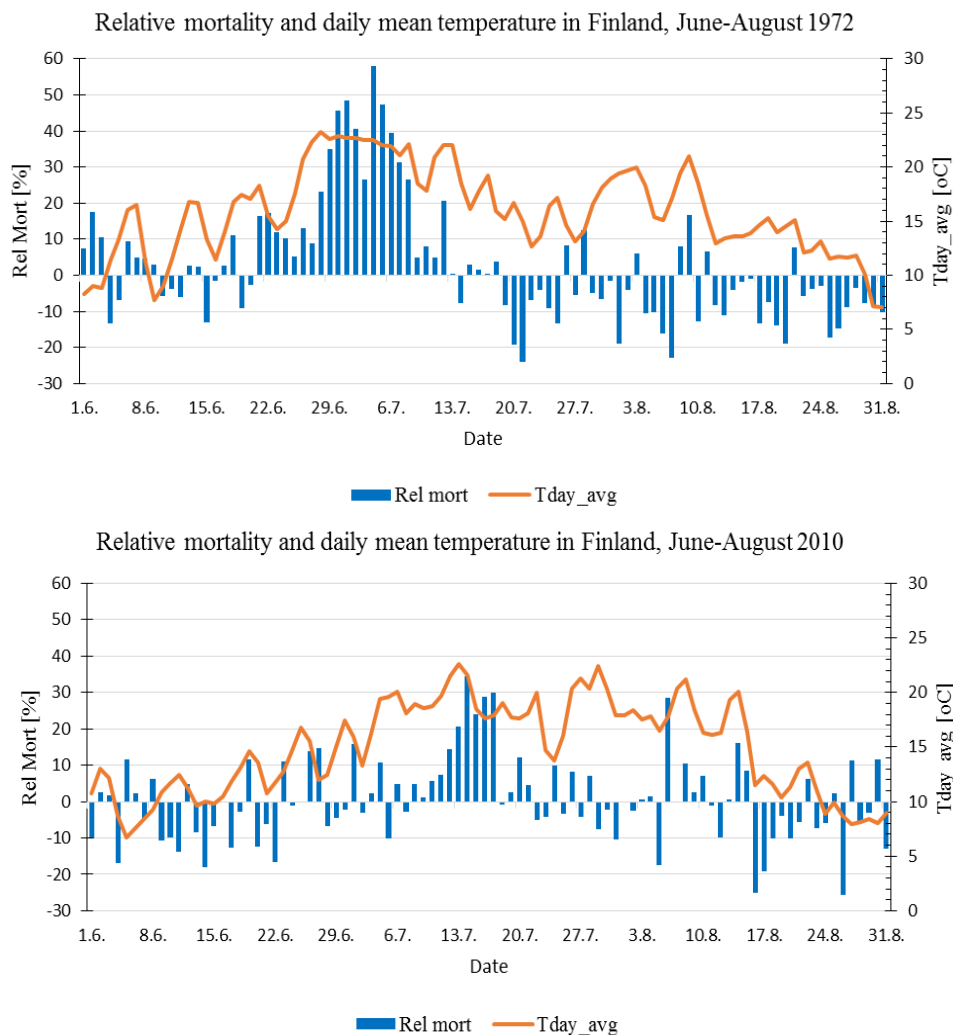 Relative mortality and daily mean temperature in Finland, June-August 1972
60
50
40
30
20
10
0
-10
-20
-30
Rel Mort [%]
30
25
20
15
10
5
0
Tday_avg [oC]
1.6. 8.6. 15.6. 22.6. 29.6. 6.7. 13.7. 20.7. 27.7. 3.8. 10.8. 17.8. 24.8. 31.8.
Date
Rel mort Tday_avg
Relative mortality and daily mean temperature in Finland, June-August 2010
60
50
40
30
20
10
0
-10
-20
-30
Rel Mort [%]
30
25
20
15
10
5
0
Tday avg [oC]
1.6. 8.6. 15.6. 22.6. 29.6. 6.7. 13.7. 20.7. 27.7. 3.8. 10.8. 17.8. 24.8. 31.8.
Date
Rel mort Tday_avg